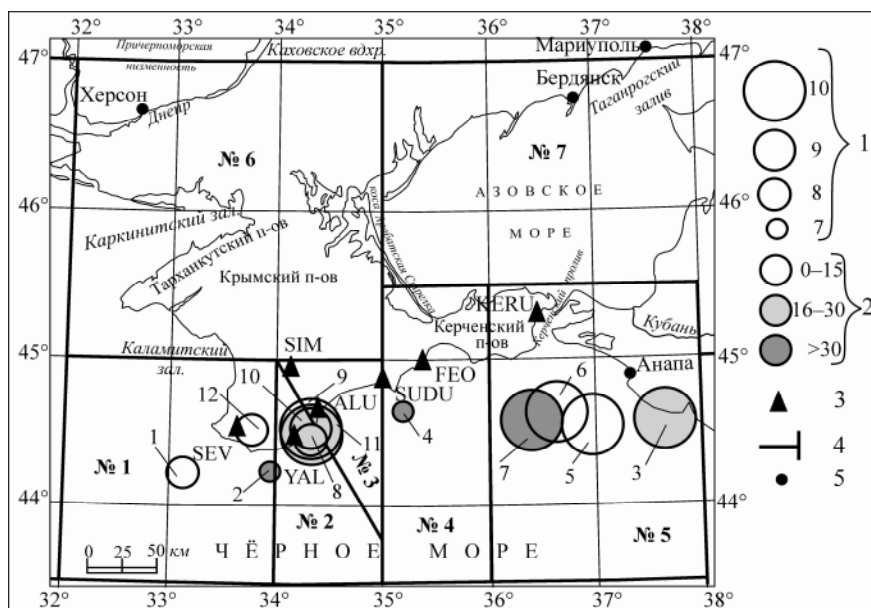 32° 33° 34° 35° 36° 37° 38°
47° 47°
Причерноморская
низменность
Каховское вдхр.
Мариуполь
Бердянск
Таганрогский
залив
Херсон
Днепр
№ 6
№ 7
АЗОВСКОЕ
МОРЕ
46° 46°
Каркинитский зал.
Тарханкутский п-ов
коса Арабатская Стрелка
Крымский п-ов
KERU
Керченский
п-ов
Керченский пролив
Кубань
45° 45°
Каламитский
зал.
SIM
FEO
Анапа
SUDU
ALU
SEV
YAL
12
10
9
11
8
1
2
4
6
7
5
3
№ 1
№ 2
№ 3
№ 4
№ 5
44° 44°
ЧЁРНОЕ МОРЕ
0 25 50 км
32° 33° 34° 35° 36° 37° 38°
10
9
8
7
1
0–15
16–30
>30
2
3
4
5